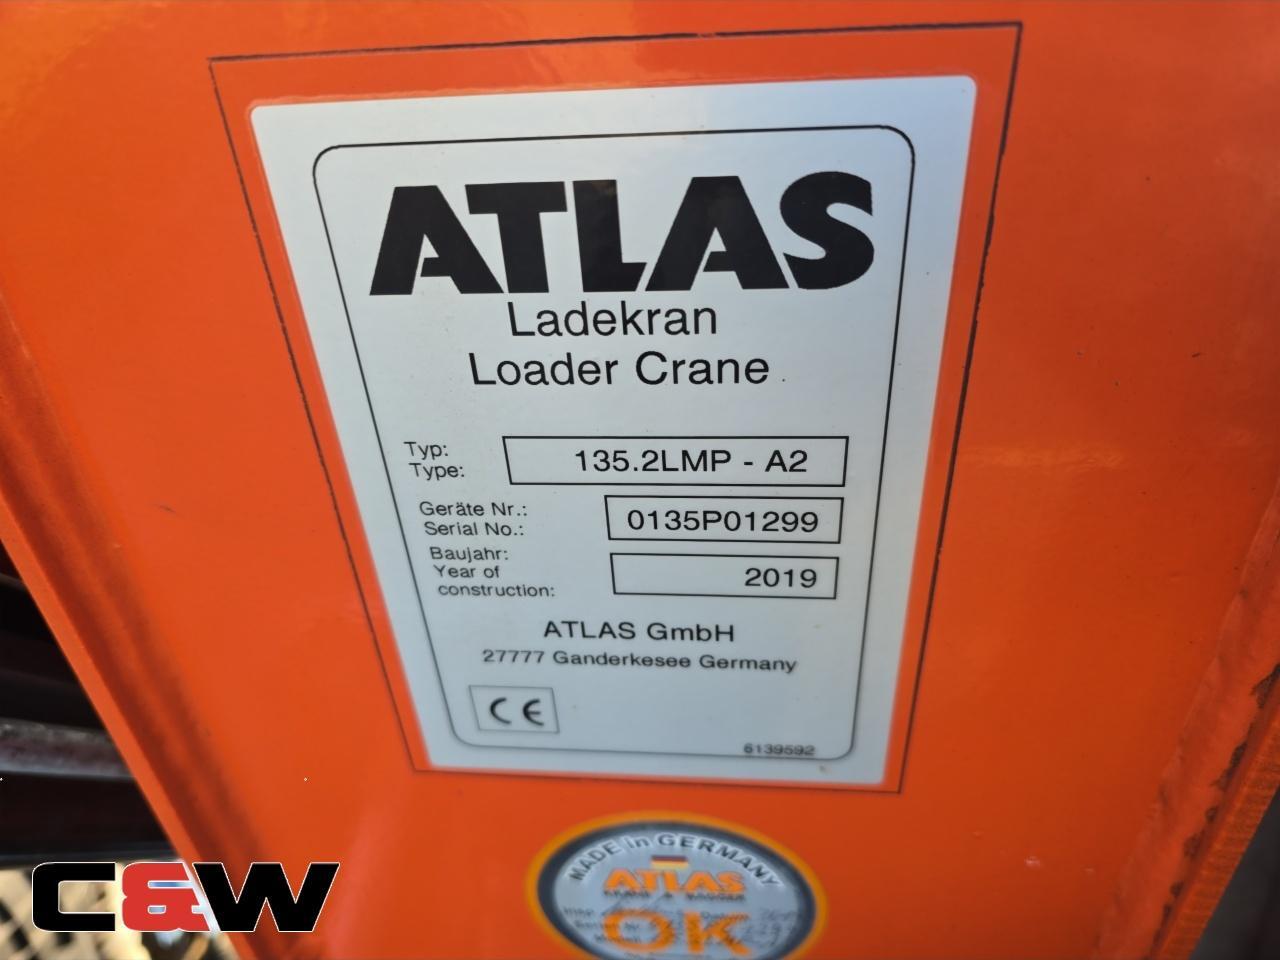 ATLAS
Ladekran
Loader Crane
Typ:
Type:
135.2LMP - A2
Geräte Nr.:
Serial No.:
0135P01299
Baujahr:
Year of
construction:
2019
ATLAS GmbH
27777 Ganderkesee Germany
CE
6139592
MADE in GERMANY
ATLAS
OK
C&W